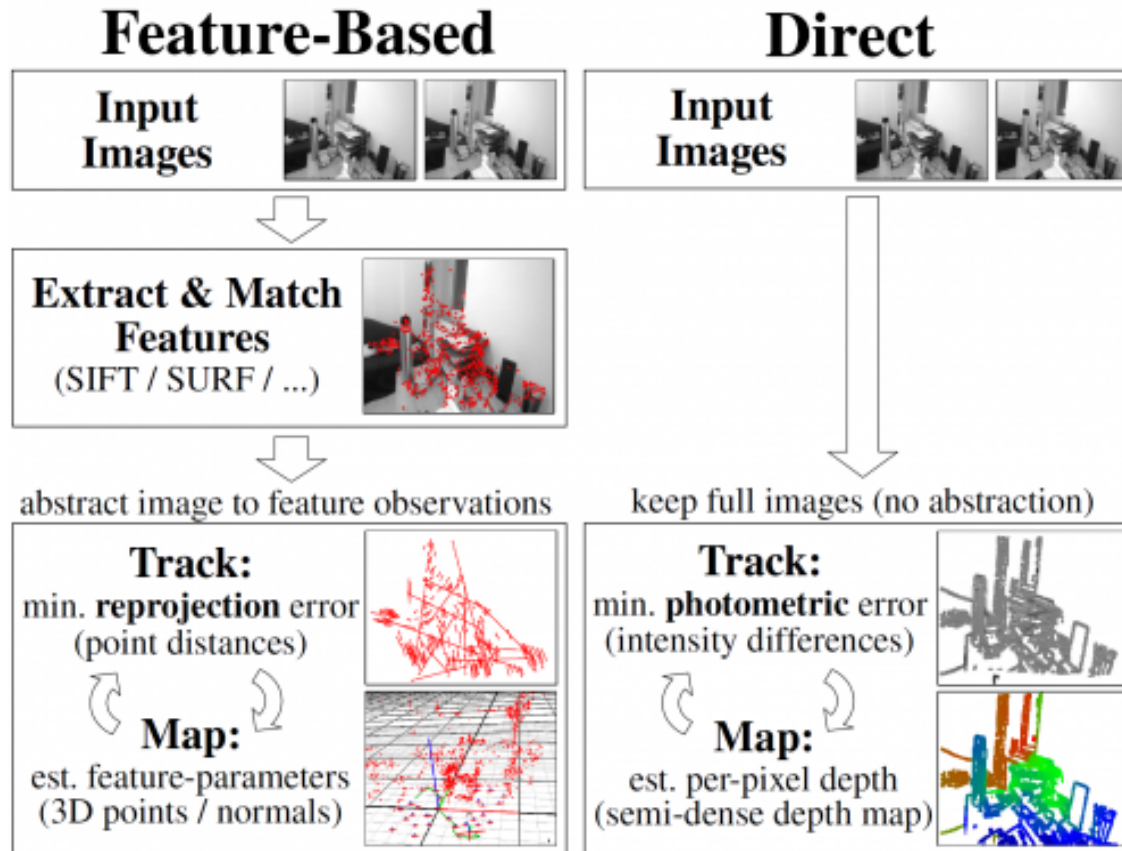 Feature-Based
Input
Images
Extract & Match
Features
(SIFT / SURF / ...)
abstract image to feature observations
Track:
min. reprojection error
(point distances)
Map:
est. feature-parameters
(3D points / normals)
Direct
Input
Images
keep full images (no abstraction)
Track:
min. photometric error
(intensity differences)
Map:
est. per-pixel depth
(semi-dense depth map)